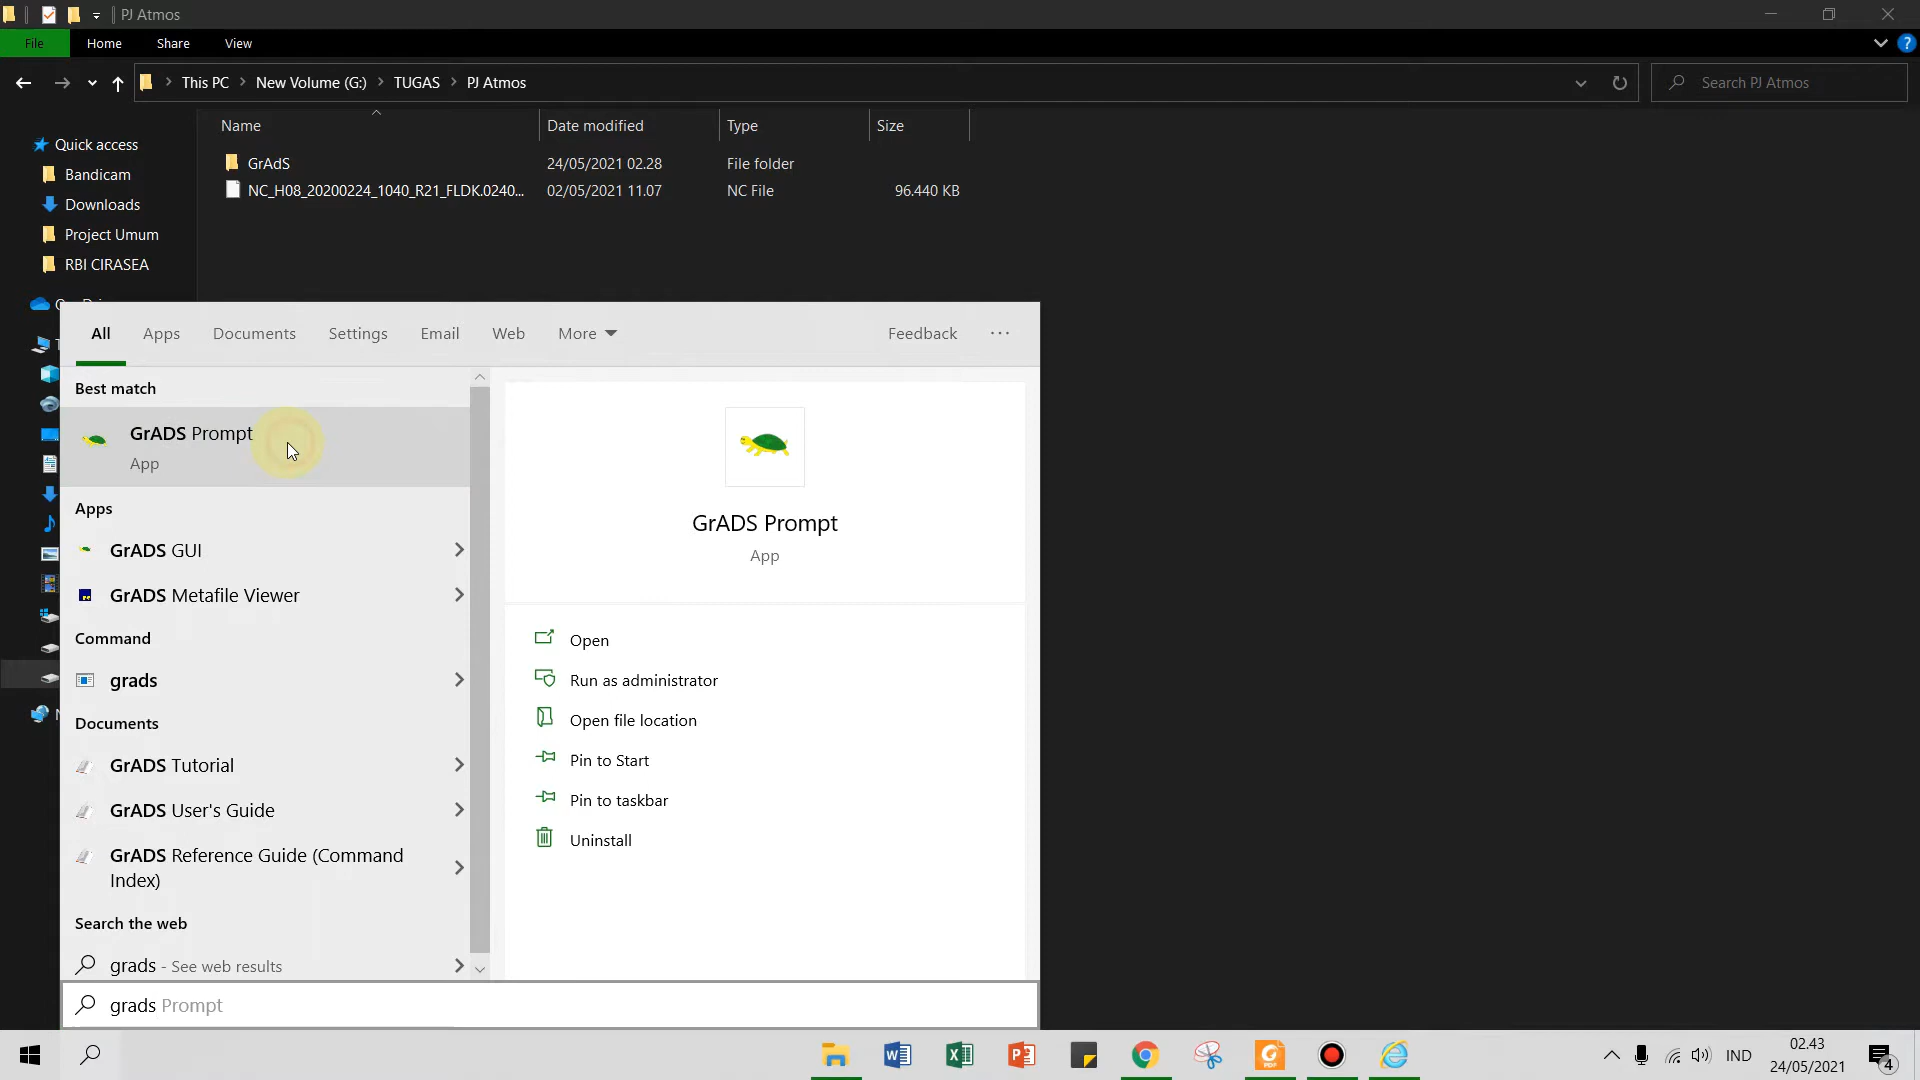 PJ Atmos
File Home Share View
This PC New Volume (G:) TUGAS PJ Atmos
Search PJ Atmos
Name Date modified Type Size
GrAdS 24/05/2021 02.28 File folder
NC_H08_20200224_1040_R21_FLDK.0240... 02/05/2021 11.07 NC File 96.440 KB
Quick access
Bandicam
Downloads
Project Umum
RBI CIRASEA
All Apps Documents Settings Email Web More Feedback ...
Best match
GrADS Prompt
App
Apps
GrADS GUI
GrADS Metafile Viewer
Command
grads
Documents
GrADS Tutorial
GrADS User's Guide
GrADS Reference Guide (Command
Index)
Search the web
grads - See web results
GrADS Prompt
App
Open
Run as administrator
Open file location
Pin to Start
Pin to taskbar
Uninstall
grads Prompt
IND
02.43
24/05/2021
4